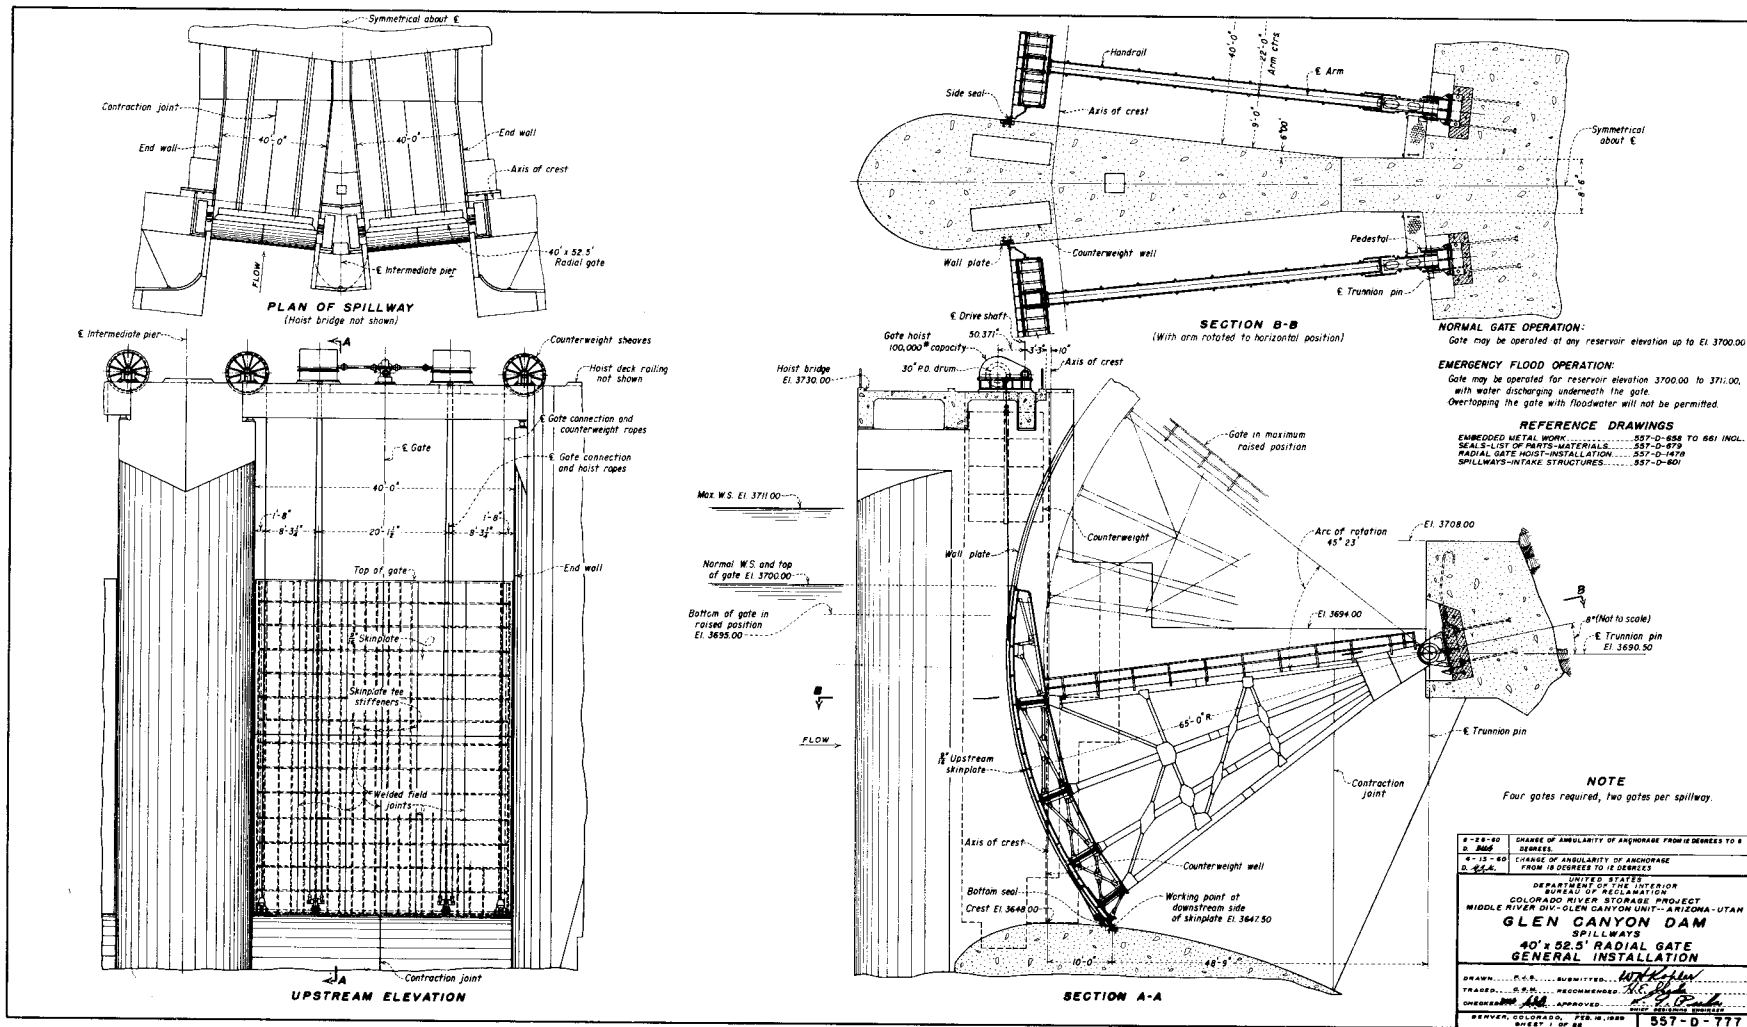 Symmetrical about ℄
Contraction joint
End wall
40'-0"
40'-0"
End wall
Axis of crest
40' x 52.5'
Radial gate
℄ Intermediate pier
FLOW
PLAN OF SPILLWAY
(Hoist bridge not shown)
Handrail
℄ Arm
40'-0"
22'-0"
Arm ctrs
Side seal
Axis of crest
9'-0"
Symmetrical
about ℄
8'-6"
Pedestal
Counterweight well
Wall plate
℄ Trunnion pin
SECTION B-B
(With arm rotated to horizontal position)
NORMAL GATE OPERATION:
Gate may be operated at any reservoir elevation up to El. 3700.00
EMERGENCY FLOOD OPERATION:
Gate may be operated for reservoir elevation 3700.00 to 3711.00,
with water discharging underneath the gate.
Overtopping the gate with floodwater will not be permitted.
REFERENCE DRAWINGS
EMBEDDED METAL WORK 557-D-658 TO 661 INCL.
SEALS-LIST OF PARTS-MATERIALS 557-D-679
RADIAL GATE HOIST-INSTALLATION 557-D-1478
SPILLWAYS-INTAKE STRUCTURES 557-D-601
℄ Intermediate pier
A
Counterweight sheaves
Hoist deck railing
not shown
℄ Gate connection and
counterweight ropes
℄ Gate
℄ Gate connection
and hoist ropes
40'-0"
1'-8"
1'-8"
Top of gate
End wall
Skinplate
Skinplate tee
stiffeners
Welded field
joints
A
Contraction joint
UPSTREAM ELEVATION
℄ Drive shaft
50.371"
Gate hoist
100,000# capacity
3'-3"
10"
Axis of crest
30" P.D. drum
Hoist bridge
El. 3730.00
Gate in maximum
raised position
Max. W.S. El. 3711.00
Counterweight
Arc of rotation
45° 23'
El. 3708.00
Wall plate
Normal W.S. and top
of gate El. 3700.00
Bottom of gate in
raised position
El. 3695.00
El. 3694.00
B
8° (Not to scale)
℄ Trunnion pin
El. 3690.50
B
FLOW
65'-0" R.
℄ Trunnion pin
Upstream
skinplate
Contraction
joint
Axis of crest
Counterweight well
Bottom seal
Crest El. 3648.00
Working point at
downstream side
of skinplate El. 3647.50
10'-0"
48'-9"
SECTION A-A
NOTE
Four gates required, two gates per spillway.
CHANGE OF ANGULARITY OF ANCHORAGE FROM 12 DEGREES TO 8
DEGREES.
4-15-60 CHANGE OF ANGULARITY OF ANCHORAGE
FROM 18 DEGREES TO 12 DEGREES
UNITED STATES
DEPARTMENT OF THE INTERIOR
BUREAU OF RECLAMATION
COLORADO RIVER STORAGE PROJECT
MIDDLE RIVER DIV.-GLEN CANYON UNIT--ARIZONA-UTAH
GLEN CANYON DAM
SPILLWAYS
40' x 52.5' RADIAL GATE
GENERAL INSTALLATION
DRAWN SUBMITTED
TRACED RECOMMENDED
CHECKED APPROVED
CHIEF DESIGNING ENGINEER
DENVER, COLORADO,
557-D-777